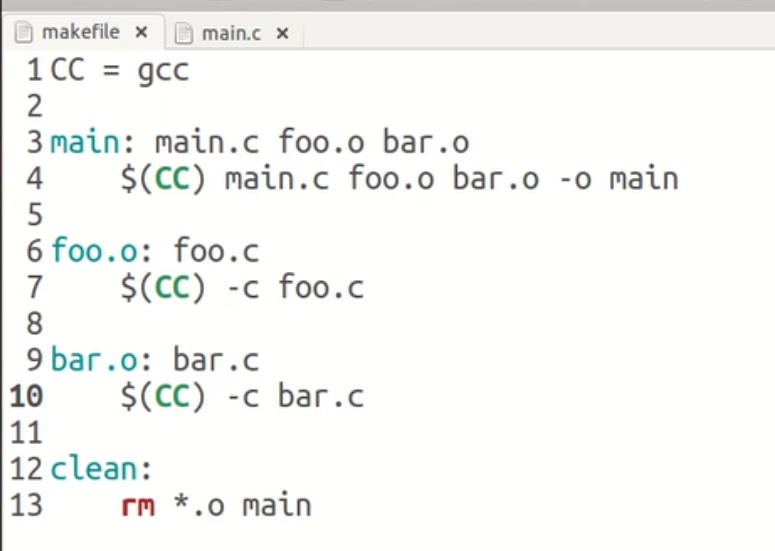 makefile × main.c ×
1 CC = gcc
2
3 main: main.c foo.o bar.o
4 $(CC) main.c foo.o bar.o -o main
5
6 foo.o: foo.c
7 $(CC) -c foo.c
8
9 bar.o: bar.c
10 $(CC) -c bar.c
11
12 clean:
13 rm *.o main